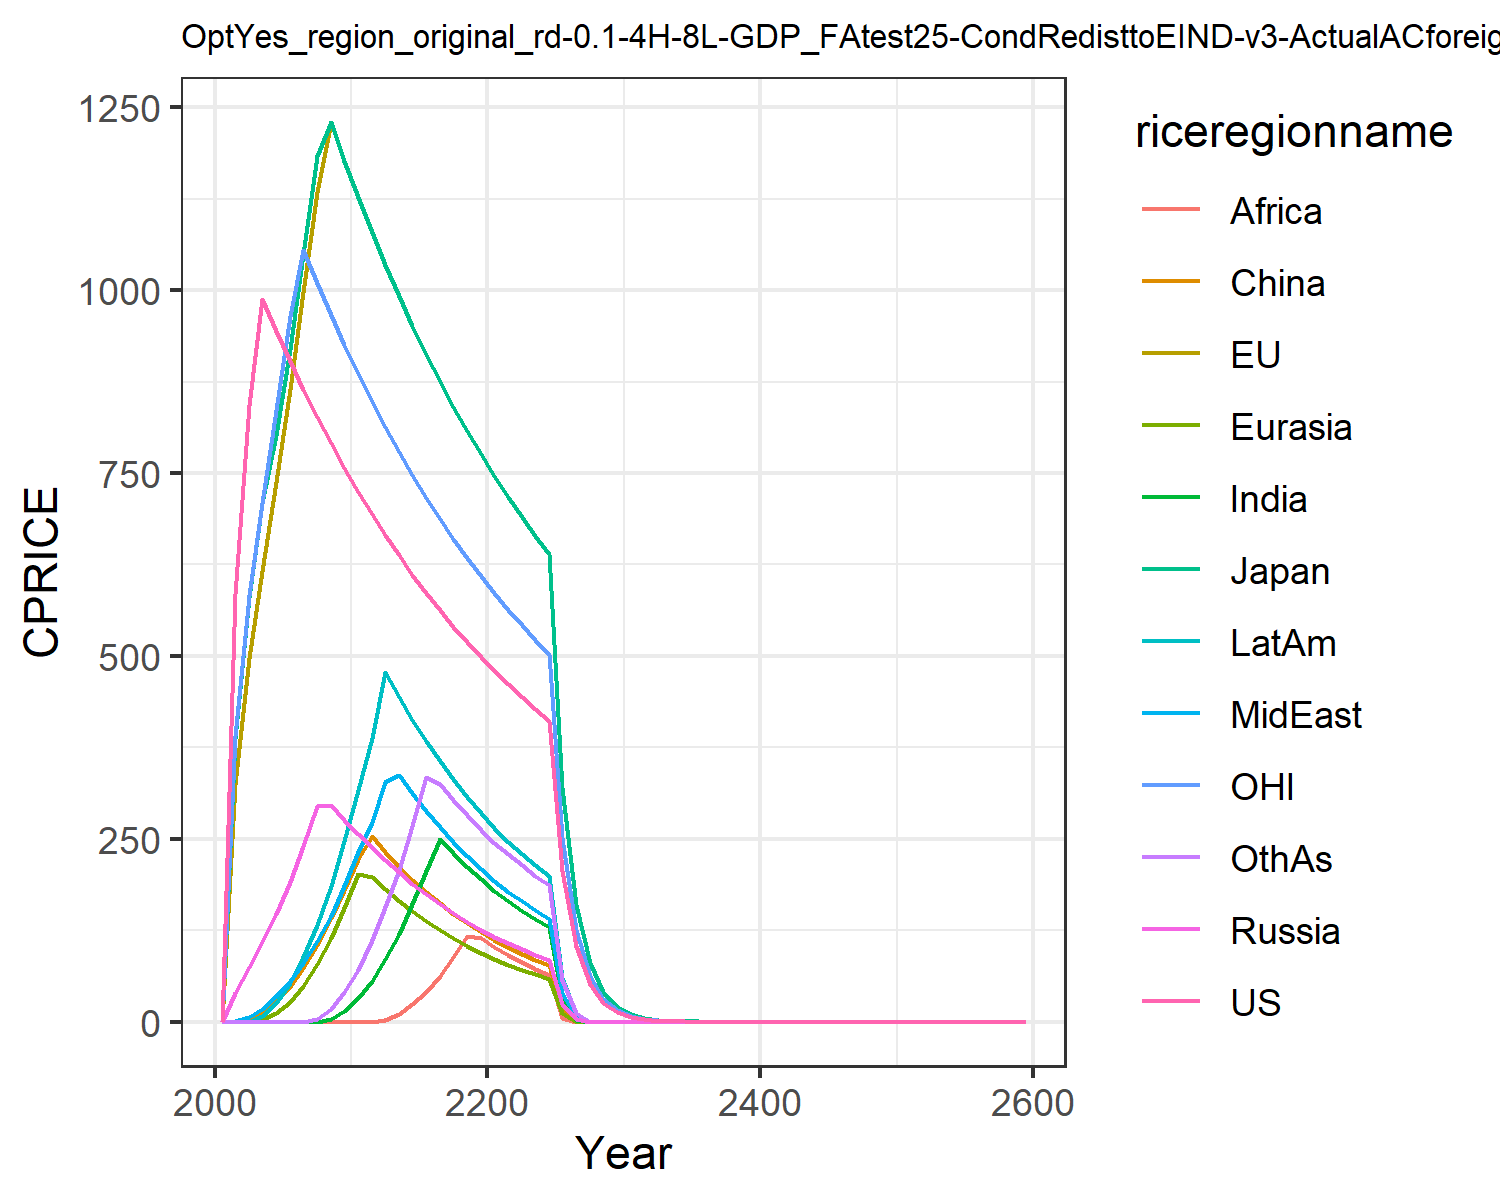 OptYes_region_original_rd-0.1-4H-8L-GDP_FAtest25-CondRedisttoEIND-v3-ActualACforeig
1250
1000
750
500
250
0
CPRICE
2000
2200
2400
2600
Year
riceregionname
Africa
China
EU
Eurasia
India
Japan
LatAm
MidEast
OHI
OthAs
Russia
US